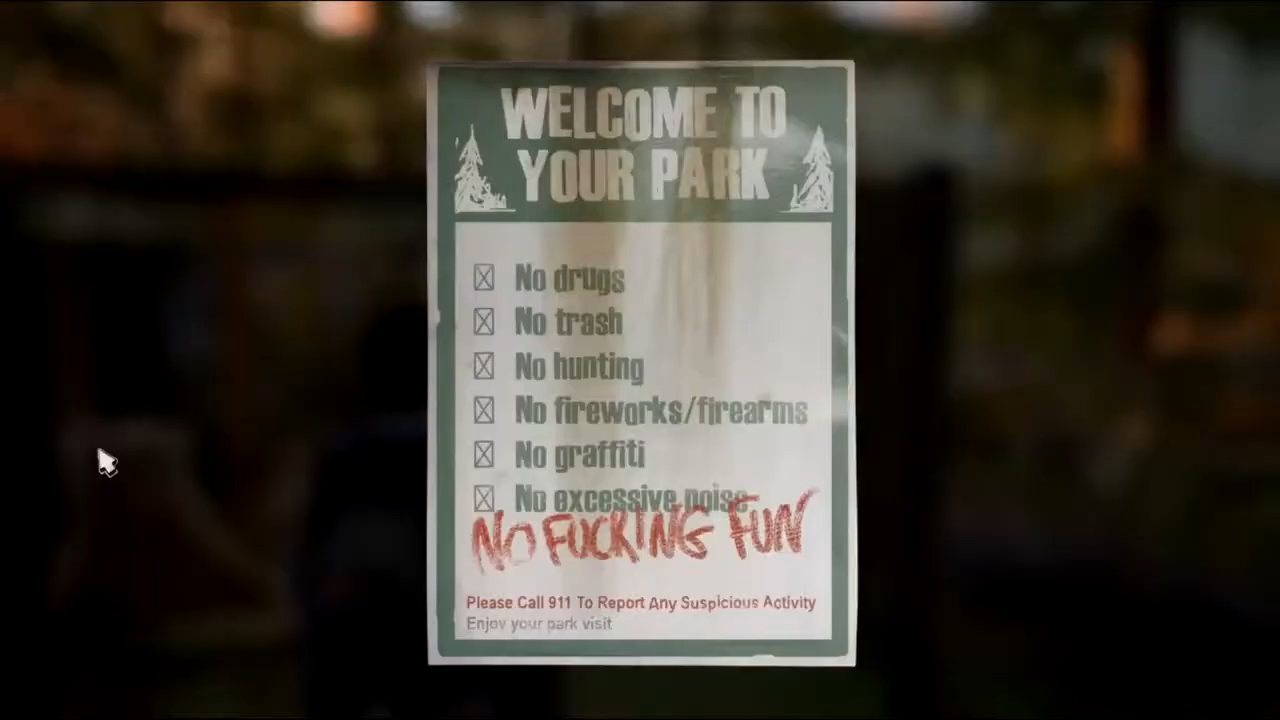 WELCOME TO
YOUR PARK
☒ No drugs
☒ No trash
☒ No hunting
☒ No fireworks/firearms
☒ No graffiti
☒ No excessive noise
NO FUCKING FUN
Please Call 911 To Report Any Suspicious Activity
Enjoy your park visit